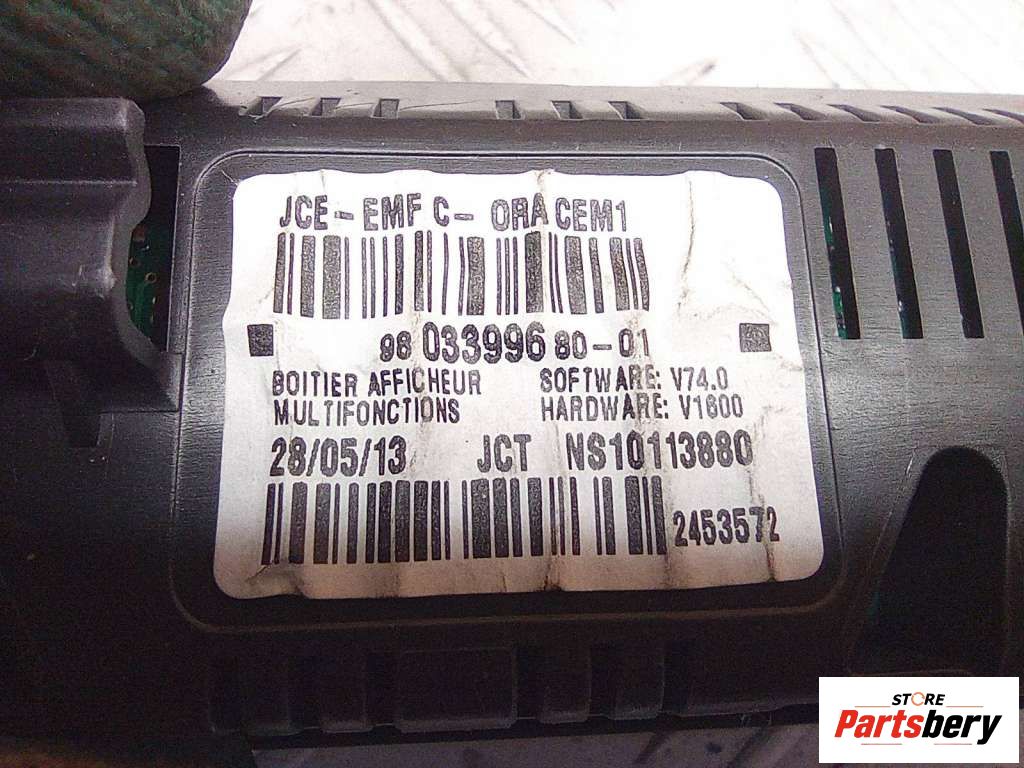 JCE-EMF C-ORA CEM1
98 033996 80-01
BOITIER AFFICHEUR SOFTWARE: V74.0
MULTIFONCTIONS HARDWARE: V1600
28/05/13 JCT NS10113880
2453572
STORE
Partsbery